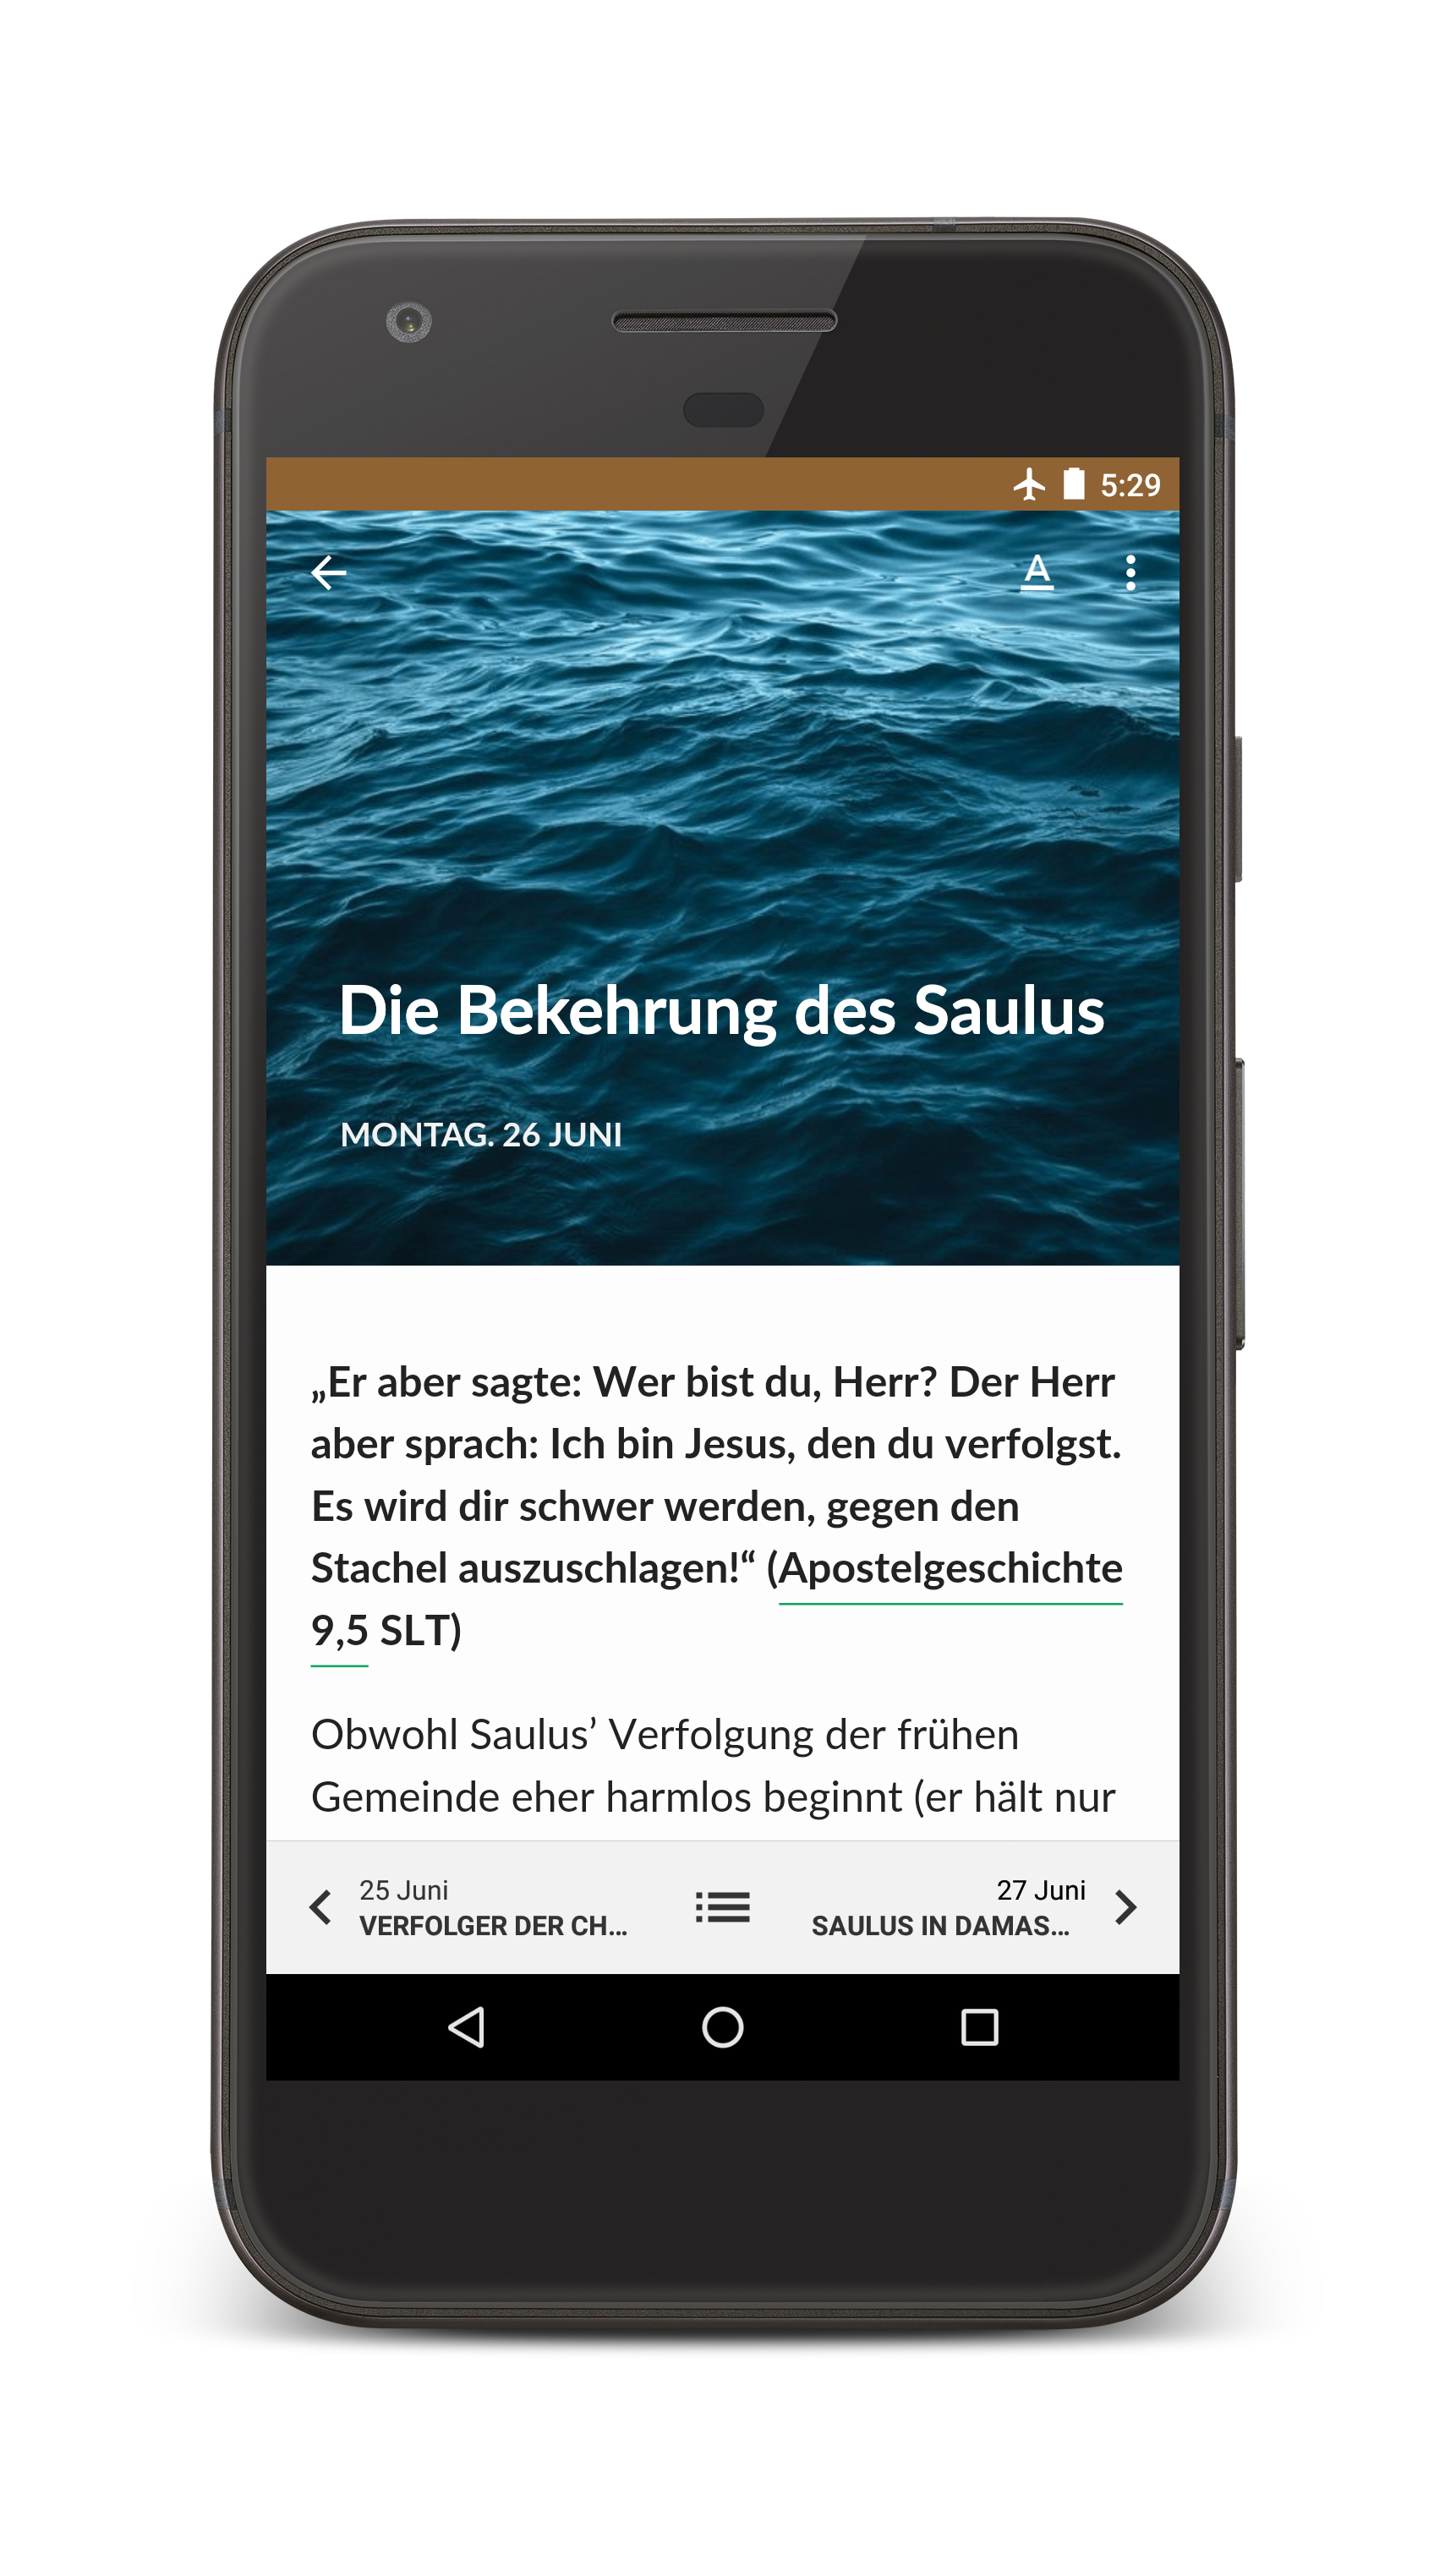 5:29
A
Die Bekehrung des Saulus
MONTAG. 26 JUNI
„Er aber sagte: Wer bist du, Herr? Der Herr
aber sprach: Ich bin Jesus, den du verfolgst.
Es wird dir schwer werden, gegen den
Stachel auszuschlagen!“ (Apostelgeschichte
9,5 SLT)
Obwohl Saulus’ Verfolgung der frühen
Gemeinde eher harmlos beginnt (er hält nur
25 Juni
VERFOLGER DER CH...
27 Juni
SAULUS IN DAMAS...